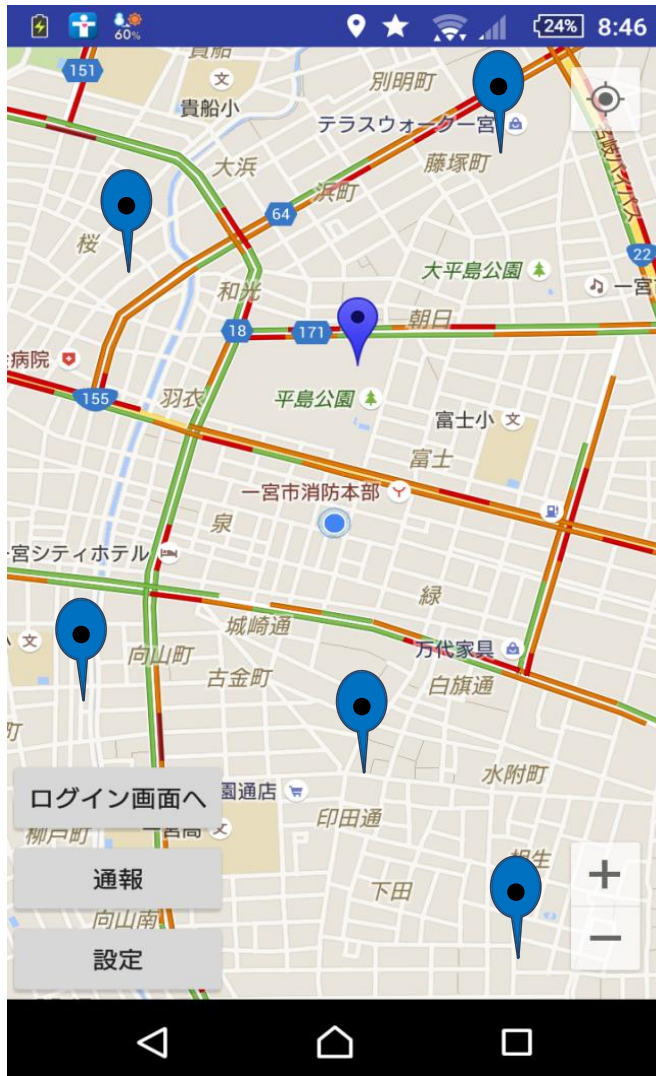 60%
24%
8:46
151
貴船
別明町
貴船小
テラスウォーク一宮
大浜
藤塚町
浜町
64
桜
22
大平島公園
一宮
和光
朝日
18
171
病院
155
羽衣
平島公園
富士小
富士
一宮市消防本部
泉
宮シティホテル
緑
城崎通
万代家具
向山町
古金町
白旗通
町
水附町
ログイン画面へ
園通店
印田通
柳戸町
一宮高
相生
通報
下田
向山南
設定